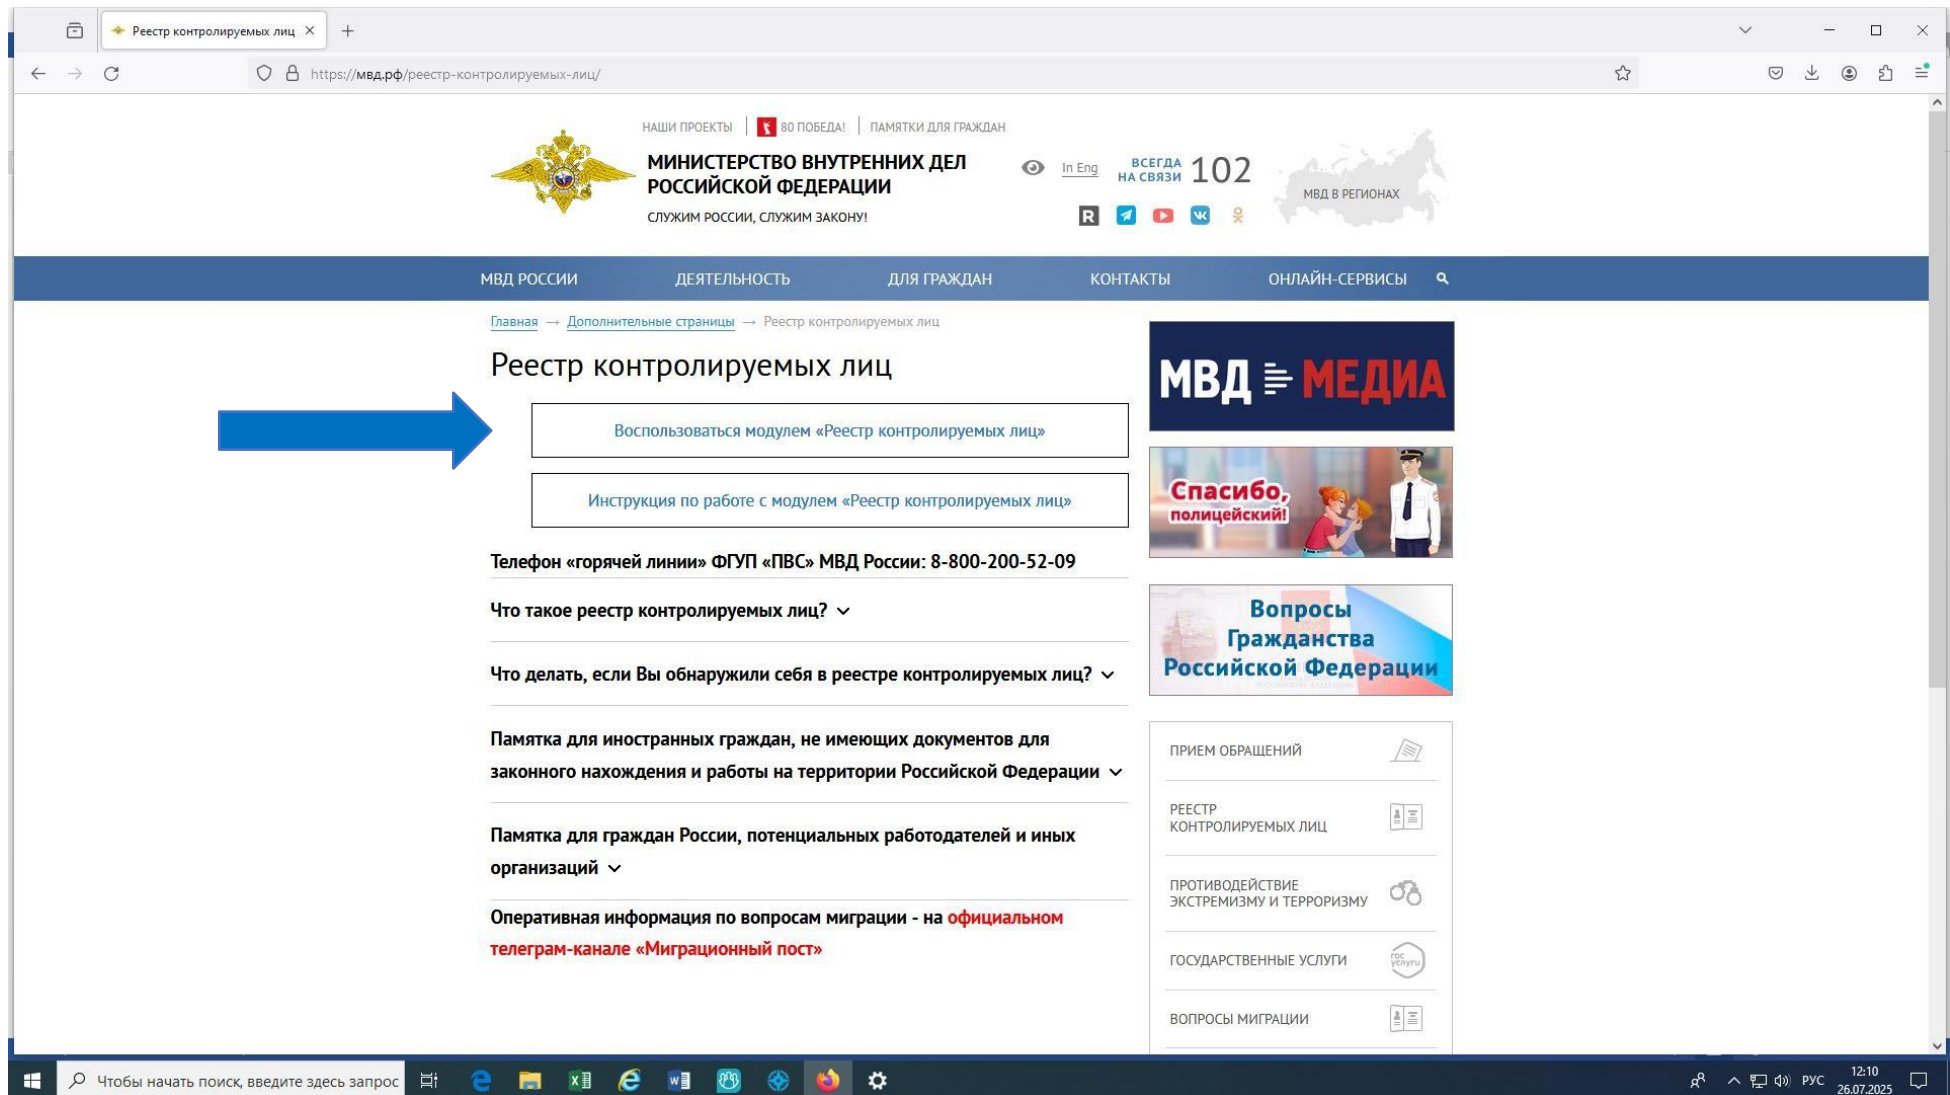 Реестр контролируемых лиц
https://мвд.рф/реестр-контролируемых-лиц/
НАШИ ПРОЕКТЫ
80 ПОБЕДА!
ПАМЯТКИ ДЛЯ ГРАЖДАН
МИНИСТЕРСТВО ВНУТРЕННИХ ДЕЛ
РОССИЙСКОЙ ФЕДЕРАЦИИ
СЛУЖИМ РОССИИ, СЛУЖИМ ЗАКОНУ!
In Eng
ВСЕГДА
НА СВЯЗИ
102
МВД В РЕГИОНАХ
МВД РОССИИ
ДЕЯТЕЛЬНОСТЬ
ДЛЯ ГРАЖДАН
КОНТАКТЫ
ОНЛАЙН-СЕРВИСЫ
Главная → Дополнительные страницы → Реестр контролируемых лиц
Реестр контролируемых лиц
Воспользоваться модулем «Реестр контролируемых лиц»
Инструкция по работе с модулем «Реестр контролируемых лиц»
Телефон «горячей линии» ФГУП «ПВС» МВД России: 8-800-200-52-09
Что такое реестр контролируемых лиц?
Что делать, если Вы обнаружили себя в реестре контролируемых лиц?
Памятка для иностранных граждан, не имеющих документов для
законного нахождения и работы на территории Российской Федерации
Памятка для граждан России, потенциальных работодателей и иных
организаций
Оперативная информация по вопросам миграции - на официальном
телеграм-канале «Миграционный пост»
МВД МЕДИА
Спасибо,
полицейский!
Вопросы
Гражданства
Российской Федерации
ПРИЕМ ОБРАЩЕНИЙ
РЕЕСТР
КОНТРОЛИРУЕМЫХ ЛИЦ
ПРОТИВОДЕЙСТВИЕ
ЭКСТРЕМИЗМУ И ТЕРРОРИЗМУ
ГОСУДАРСТВЕННЫЕ УСЛУГИ
гос
услуги
ВОПРОСЫ МИГРАЦИИ
Чтобы начать поиск, введите здесь запрос
РУС
12:10
26.07.2025